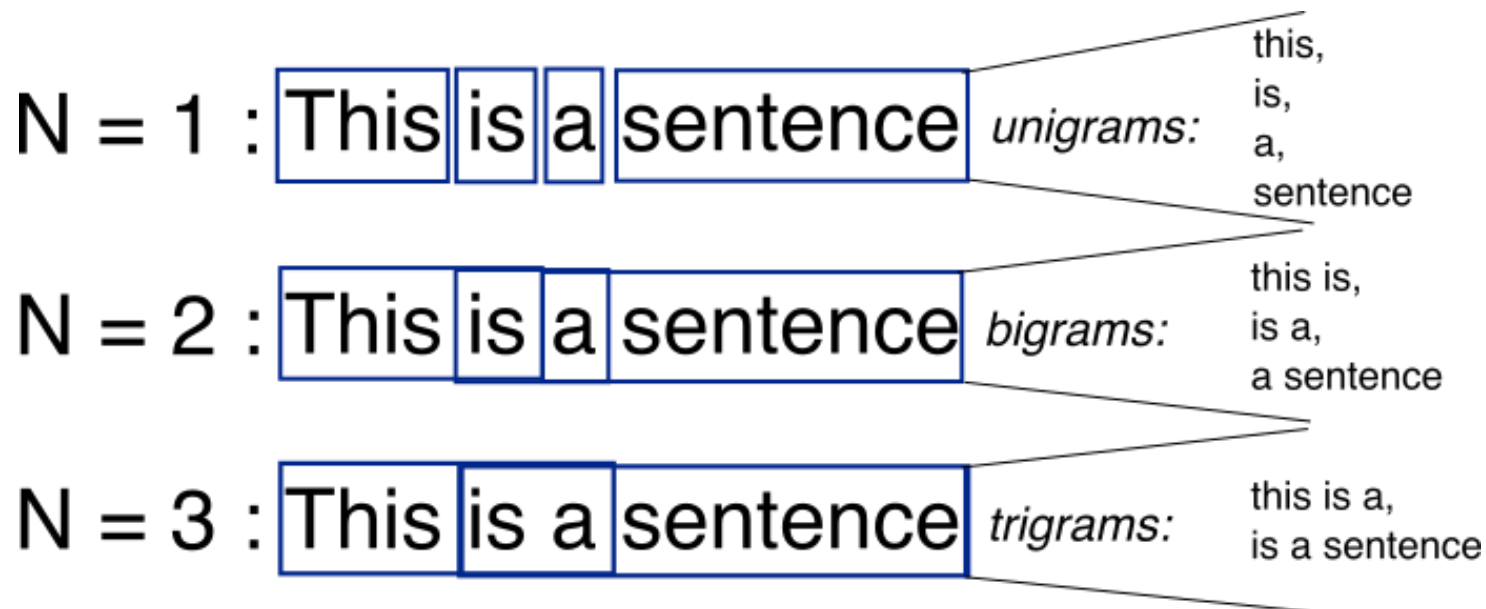 N = 1 : This is a sentence unigrams:
this,
is,
a,
sentence
N = 2 : This is a sentence bigrams:
this is,
is a,
a sentence
N = 3 : This is a sentence trigrams:
this is a,
is a sentence